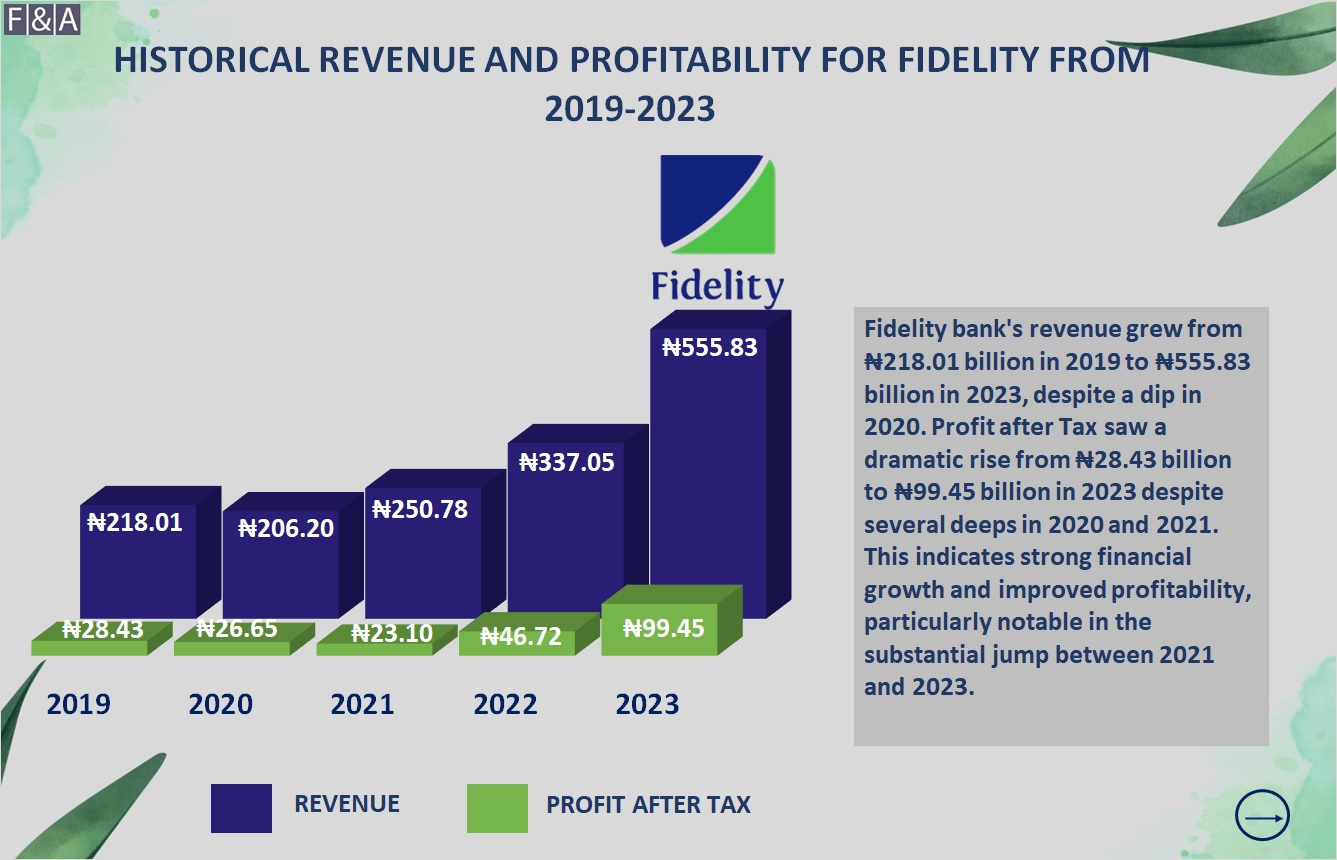 F&A
HISTORICAL REVENUE AND PROFITABILITY FOR FIDELITY FROM
2019-2023
Fidelity
₦218.01
₦206.20
₦250.78
₦337.05
₦555.83
₦28.43
₦26.65
₦23.10
₦46.72
₦99.45
2019
2020
2021
2022
2023
REVENUE
PROFIT AFTER TAX
Fidelity bank's revenue grew from
₦218.01 billion in 2019 to ₦555.83
billion in 2023, despite a dip in
2020. Profit after Tax saw a
dramatic rise from ₦28.43 billion
to ₦99.45 billion in 2023 despite
several deeps in 2020 and 2021.
This indicates strong financial
growth and improved profitability,
particularly notable in the
substantial jump between 2021
and 2023.